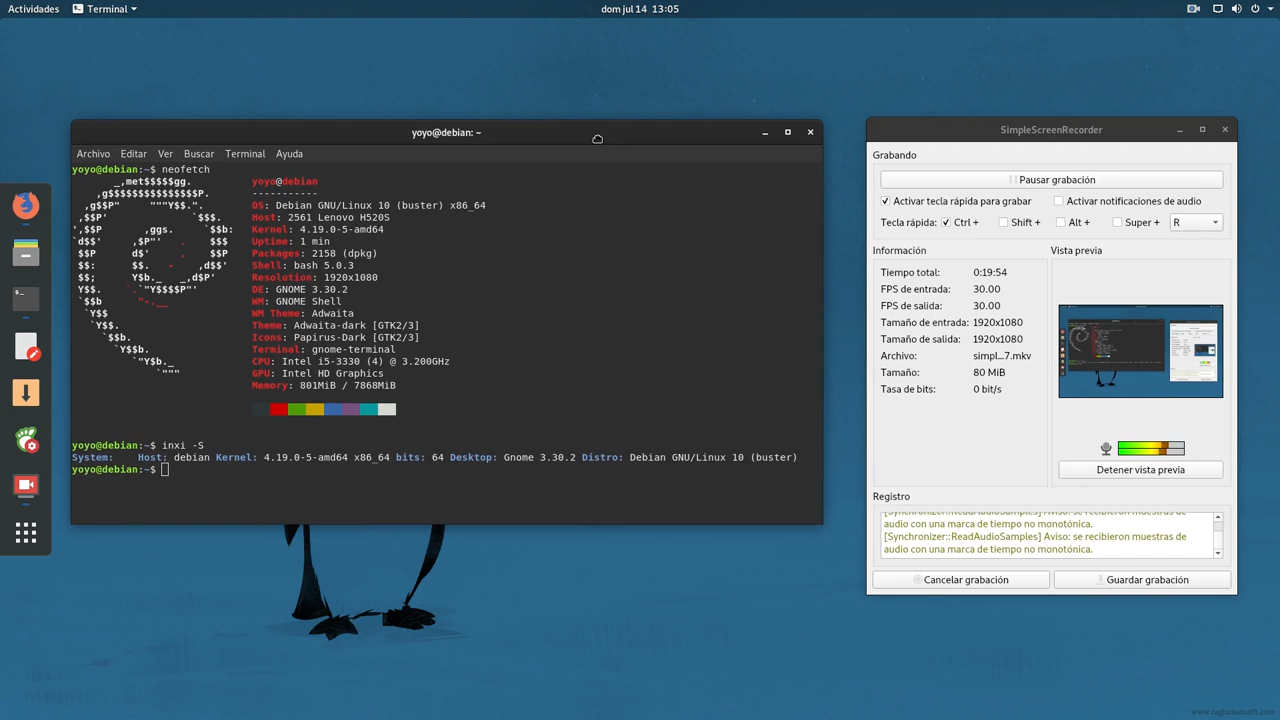 Actividades
Terminal
dom jul 14 13:05
yoyo@debian: ~
Archivo Editar Ver Buscar Terminal Ayuda
yoyo@debian:~$ neofetch
_,met$$$$$gg.
,g$$$$$$$$$$$$$$$P.
,g$$P" """Y$$.".
,$$P' `$$$.
',$$P ,ggs. `$$b:
`d$$' ,$P"' . $$$
$$P d$' , $$P
$$: $$. - ,d$$'
$$; Y$b._ _,d$P'
Y$$. `.`"Y$$$$P"'
`$$b "-.__
`Y$$
`Y$$.
`$$b.
`Y$$b.
`"Y$b._
`"""
yoyo@debian
-----------
OS: Debian GNU/Linux 10 (buster) x86_64
Host: 2561 Lenovo H520S
Kernel: 4.19.0-5-amd64
Uptime: 1 min
Packages: 2158 (dpkg)
Shell: bash 5.0.3
Resolution: 1920x1080
DE: GNOME 3.30.2
WM: GNOME Shell
WM Theme: Adwaita
Theme: Adwaita-dark [GTK2/3]
Icons: Papirus-Dark [GTK2/3]
Terminal: gnome-terminal
CPU: Intel i5-3330 (4) @ 3.200GHz
GPU: Intel HD Graphics
Memory: 801MiB / 7868MiB
yoyo@debian:~$ inxi -S
System: Host: debian Kernel: 4.19.0-5-amd64 x86_64 bits: 64 Desktop: Gnome 3.30.2 Distro: Debian GNU/Linux 10 (buster)
yoyo@debian:~$
SimpleScreenRecorder
Grabando
Pausar grabación
Activar tecla rápida para grabar
Activar notificaciones de audio
Tecla rápida: Ctrl + Shift + Alt + Super + R
Información
Tiempo total: 0:19:54
FPS de entrada: 30.00
FPS de salida: 30.00
Tamaño de entrada: 1920x1080
Tamaño de salida: 1920x1080
Archivo: simpl...7.mkv
Tamaño: 80 MiB
Tasa de bits: 0 bit/s
Vista previa
Detener vista previa
Registro
[Synchronizer::ReadAudioSamples] Aviso: se recibieron muestras de
audio con una marca de tiempo no monotónica.
[Synchronizer::ReadAudioSamples] Aviso: se recibieron muestras de
audio con una marca de tiempo no monotónica.
Cancelar grabación
Guardar grabación